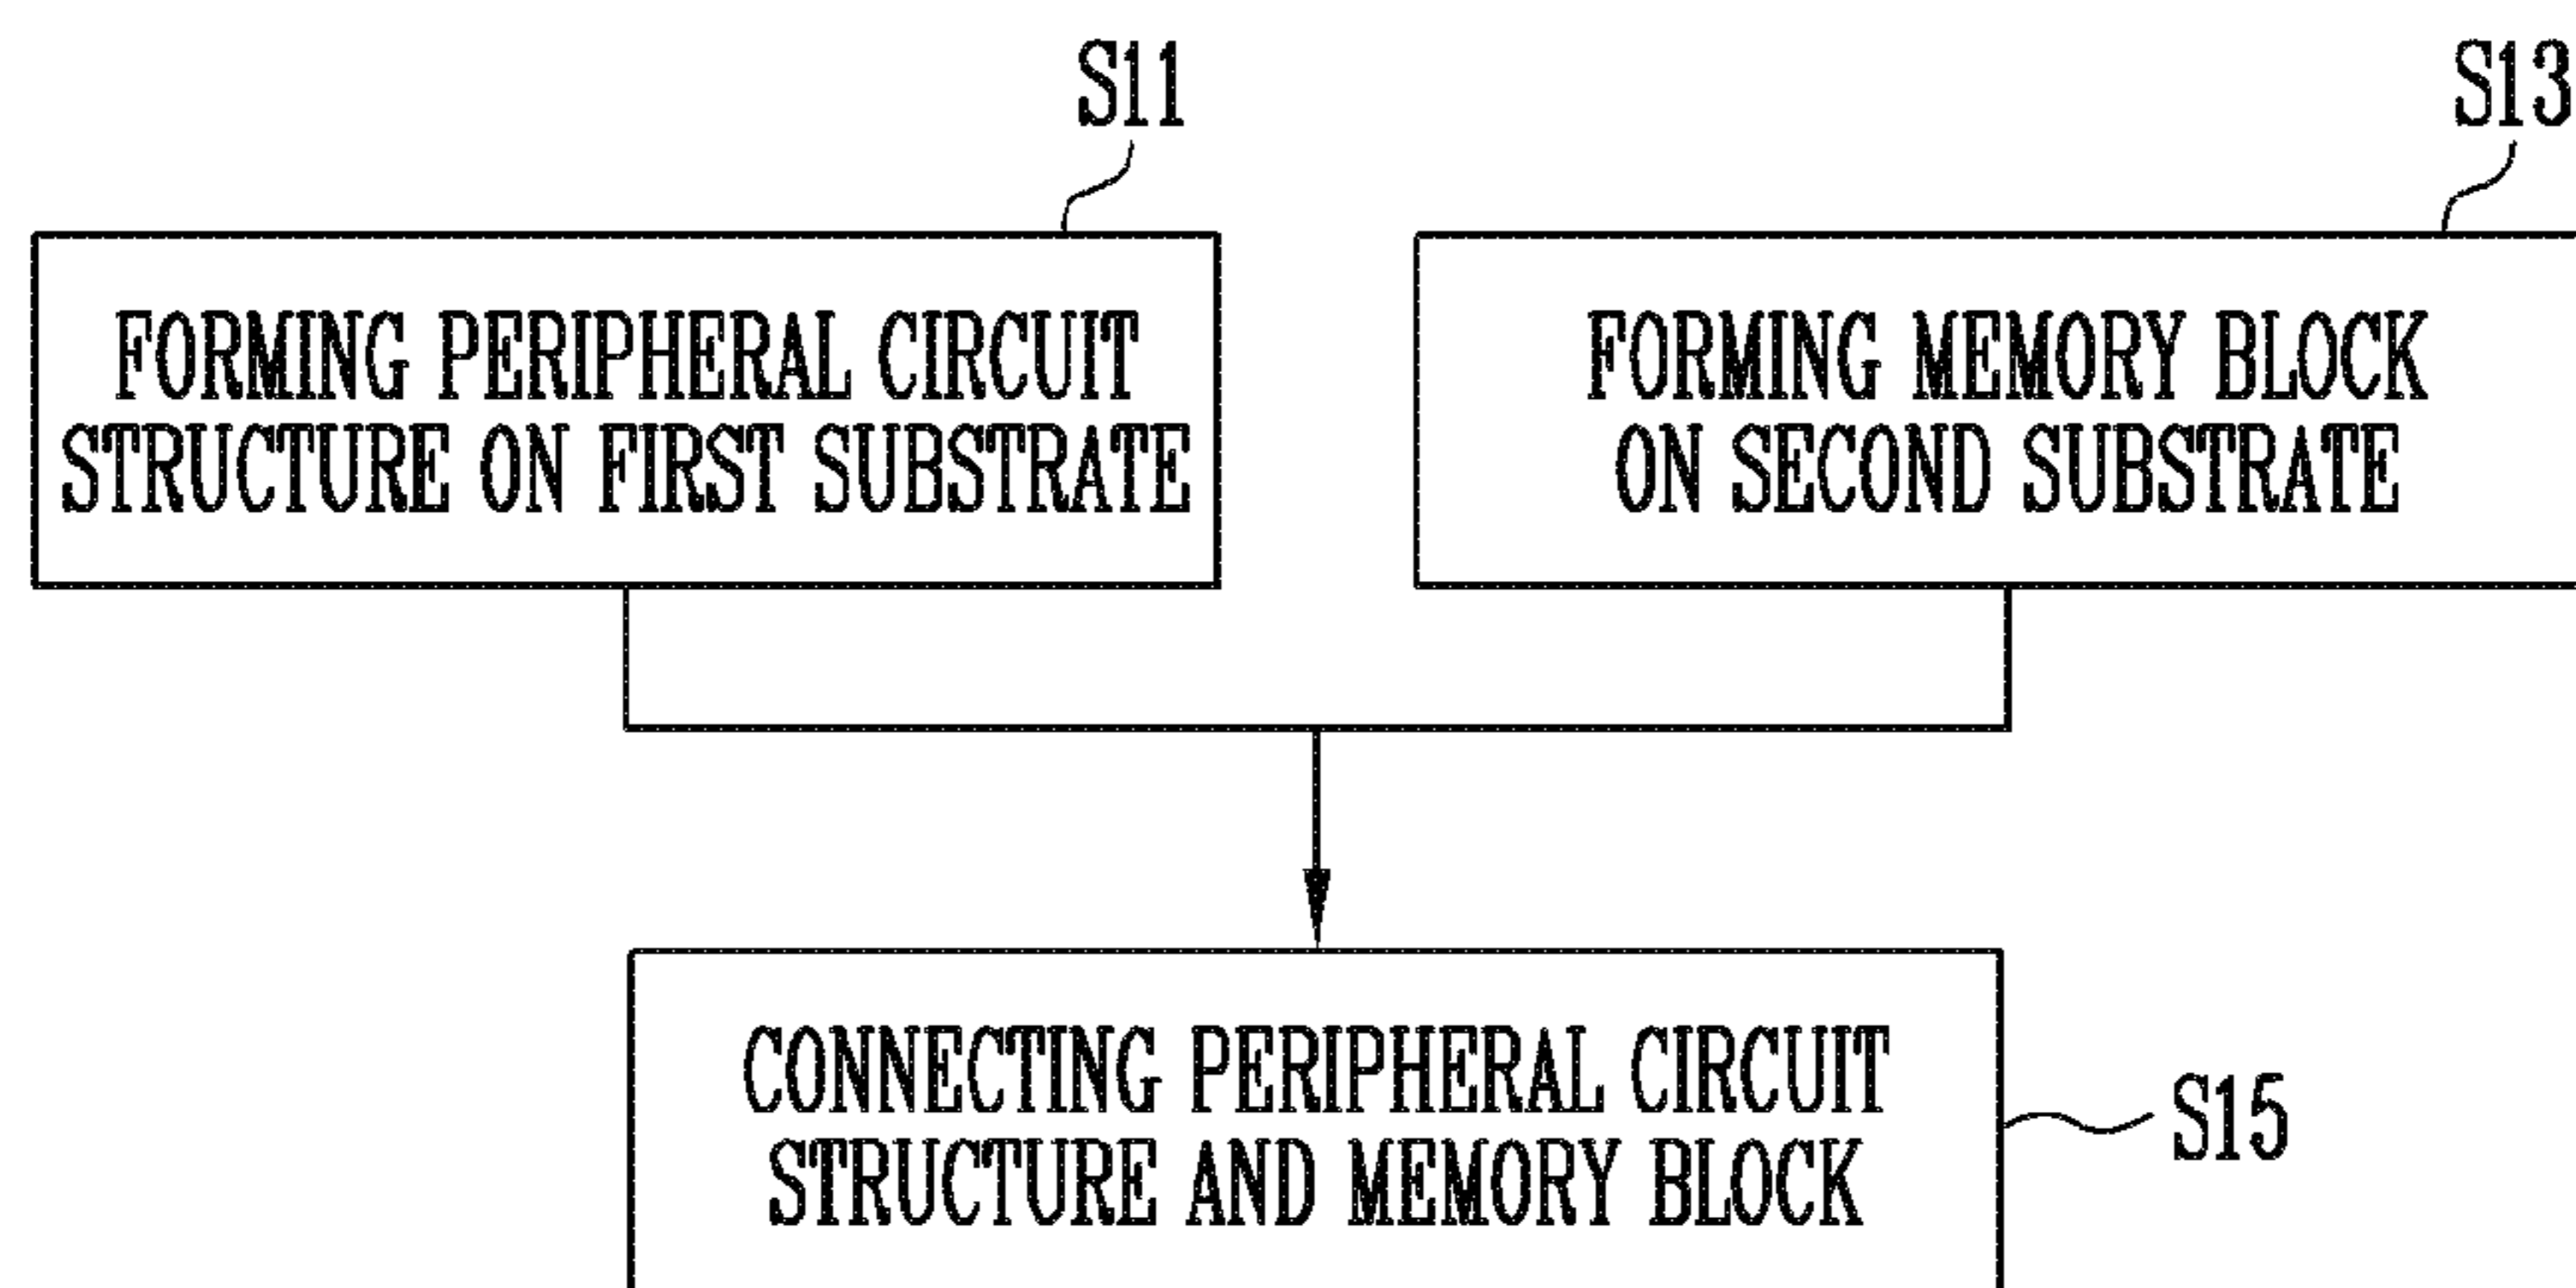 S11
FORMING PERIPHERAL CIRCUIT
STRUCTURE ON FIRST SUBSTRATE
S13
FORMING MEMORY BLOCK
ON SECOND SUBSTRATE
CONNECTING PERIPHERAL CIRCUIT
STRUCTURE AND MEMORY BLOCK
S15